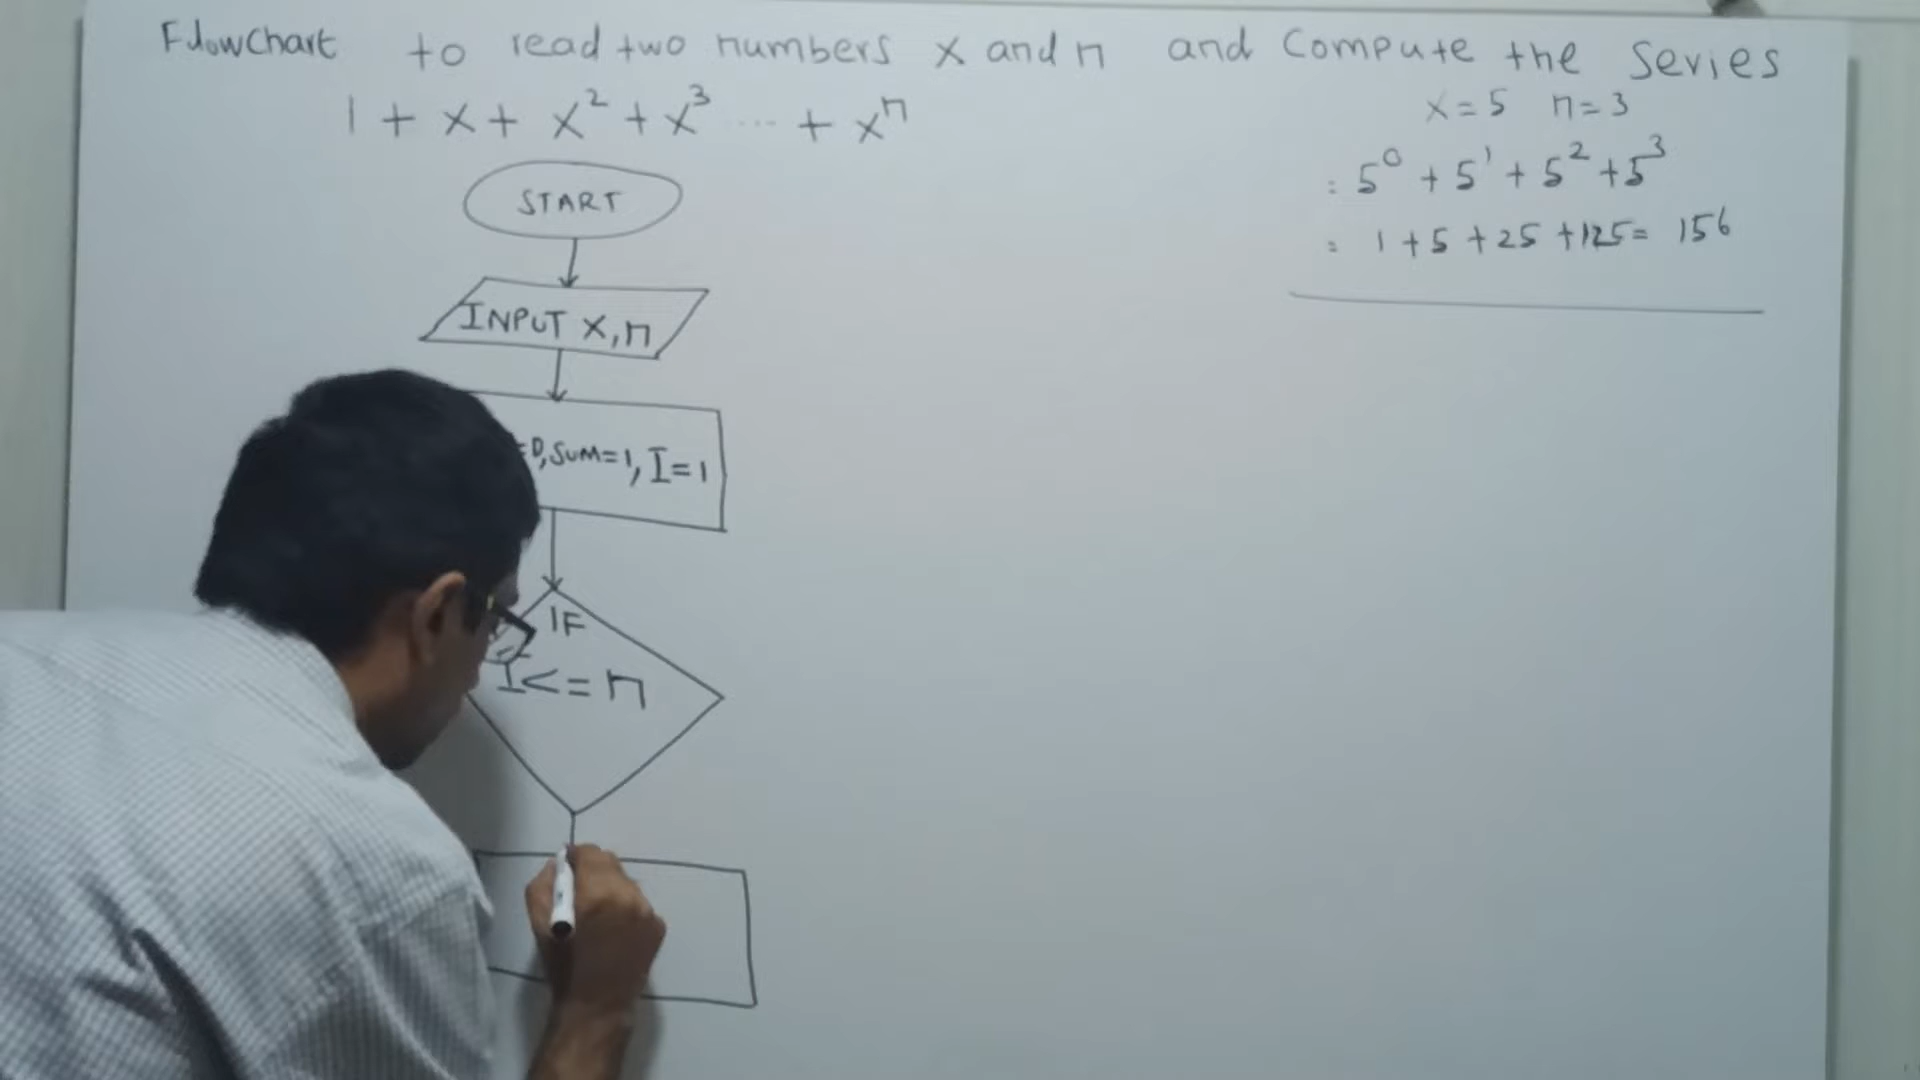 Flowchart to read two numbers x and n and compute the series
1 + x + x² + x³ ... + xⁿ
x = 5 n = 3
: 5⁰ + 5¹ + 5² + 5³
= 1 + 5 + 25 + 125 = 156
START
INPUT X, n
=0, SUM=1, I=1
IF
I<=n